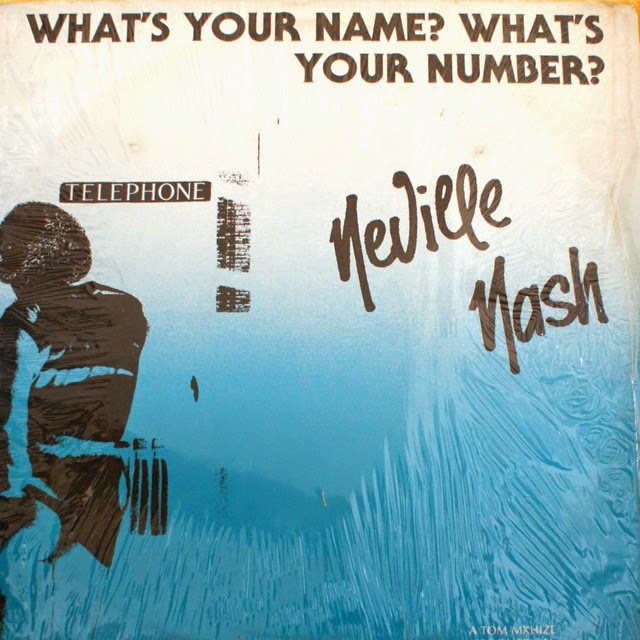 WHAT'S YOUR NAME? WHAT'S
YOUR NUMBER?
TELEPHONE
Neville
Nash
A TOM MKHIZE